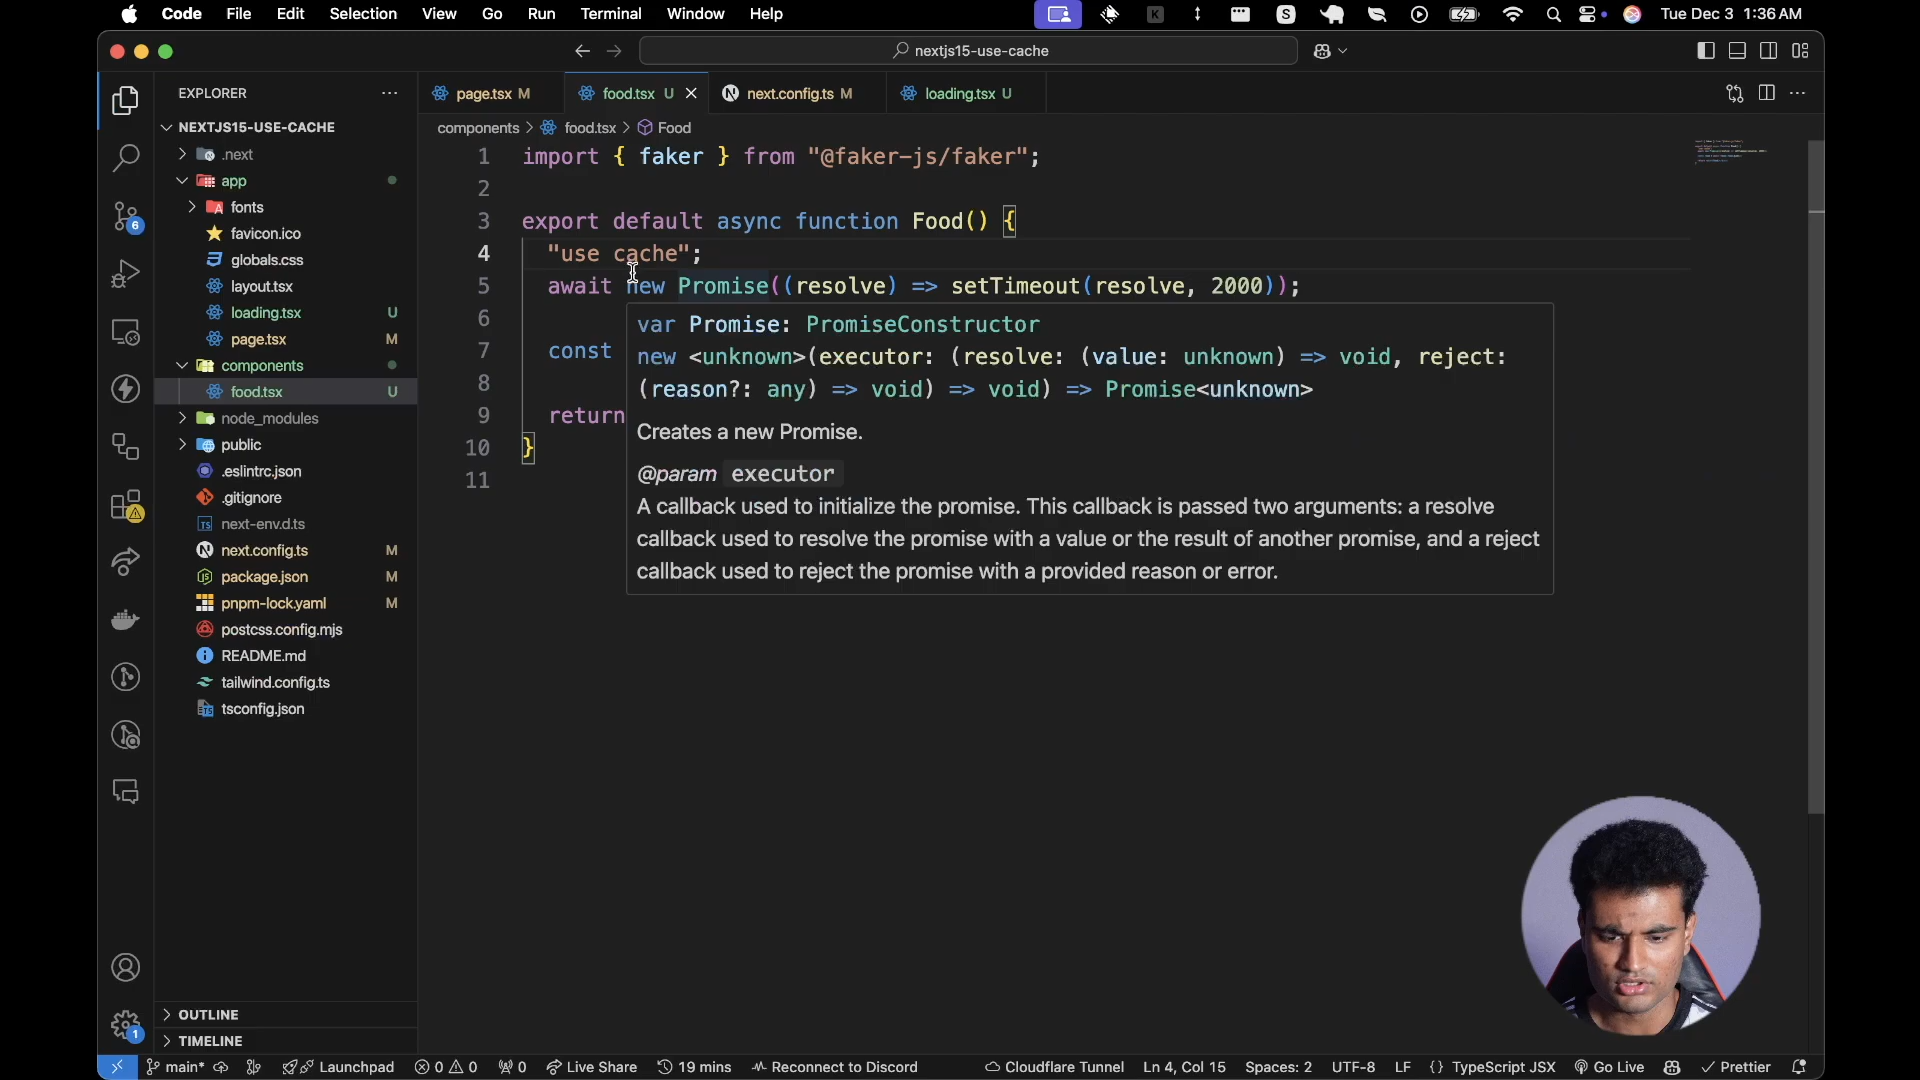 Code File Edit Selection View Go Run Terminal Window Help K S Tue Dec 3 1:36 AM
nextjs15-use-cache
EXPLORER
page.tsx M
food.tsx U
next.config.ts M
loading.tsx U
components > food.tsx > Food
NEXTJS15-USE-CACHE
.next
app
fonts
favicon.ico
globals.css
layout.tsx
loading.tsx U
page.tsx M
components
food.tsx U
node_modules
public
.eslintrc.json
.gitignore
next-env.d.ts
next.config.ts M
package.json M
pnpm-lock.yaml M
postcss.config.mjs
README.md
tailwind.config.ts
tsconfig.json
OUTLINE
TIMELINE
6
1
1 import { faker } from "@faker-js/faker";
2
3 export default async function Food() {
4 "use cache";
5 await new Promise((resolve) => setTimeout(resolve, 2000));
6
7 const
8
9 return
10 }
11
var Promise: PromiseConstructor
new <unknown>(executor: (resolve: (value: unknown) => void, reject:
(reason?: any) => void) => void) => Promise<unknown>
Creates a new Promise.
@param executor
A callback used to initialize the promise. This callback is passed two arguments: a resolve
callback used to resolve the promise with a value or the result of another promise, and a reject
callback used to reject the promise with a provided reason or error.
main* Launchpad 0 0 0 Live Share 19 mins Reconnect to Discord Cloudflare Tunnel Ln 4, Col 15 Spaces: 2 UTF-8 LF {} TypeScript JSX Go Live Prettier